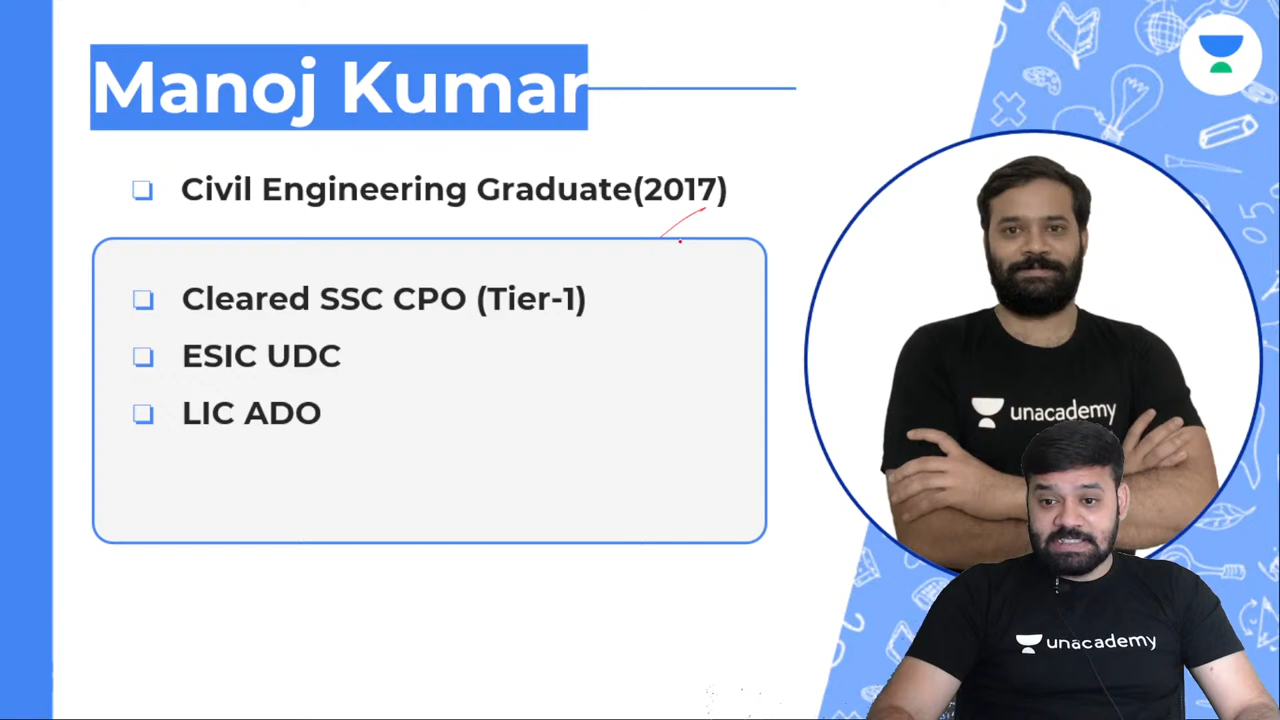 Manoj Kumar
Civil Engineering Graduate(2017)
Cleared SSC CPO (Tier-1)
ESIC UDC
LIC ADO
unacademy
unacademy